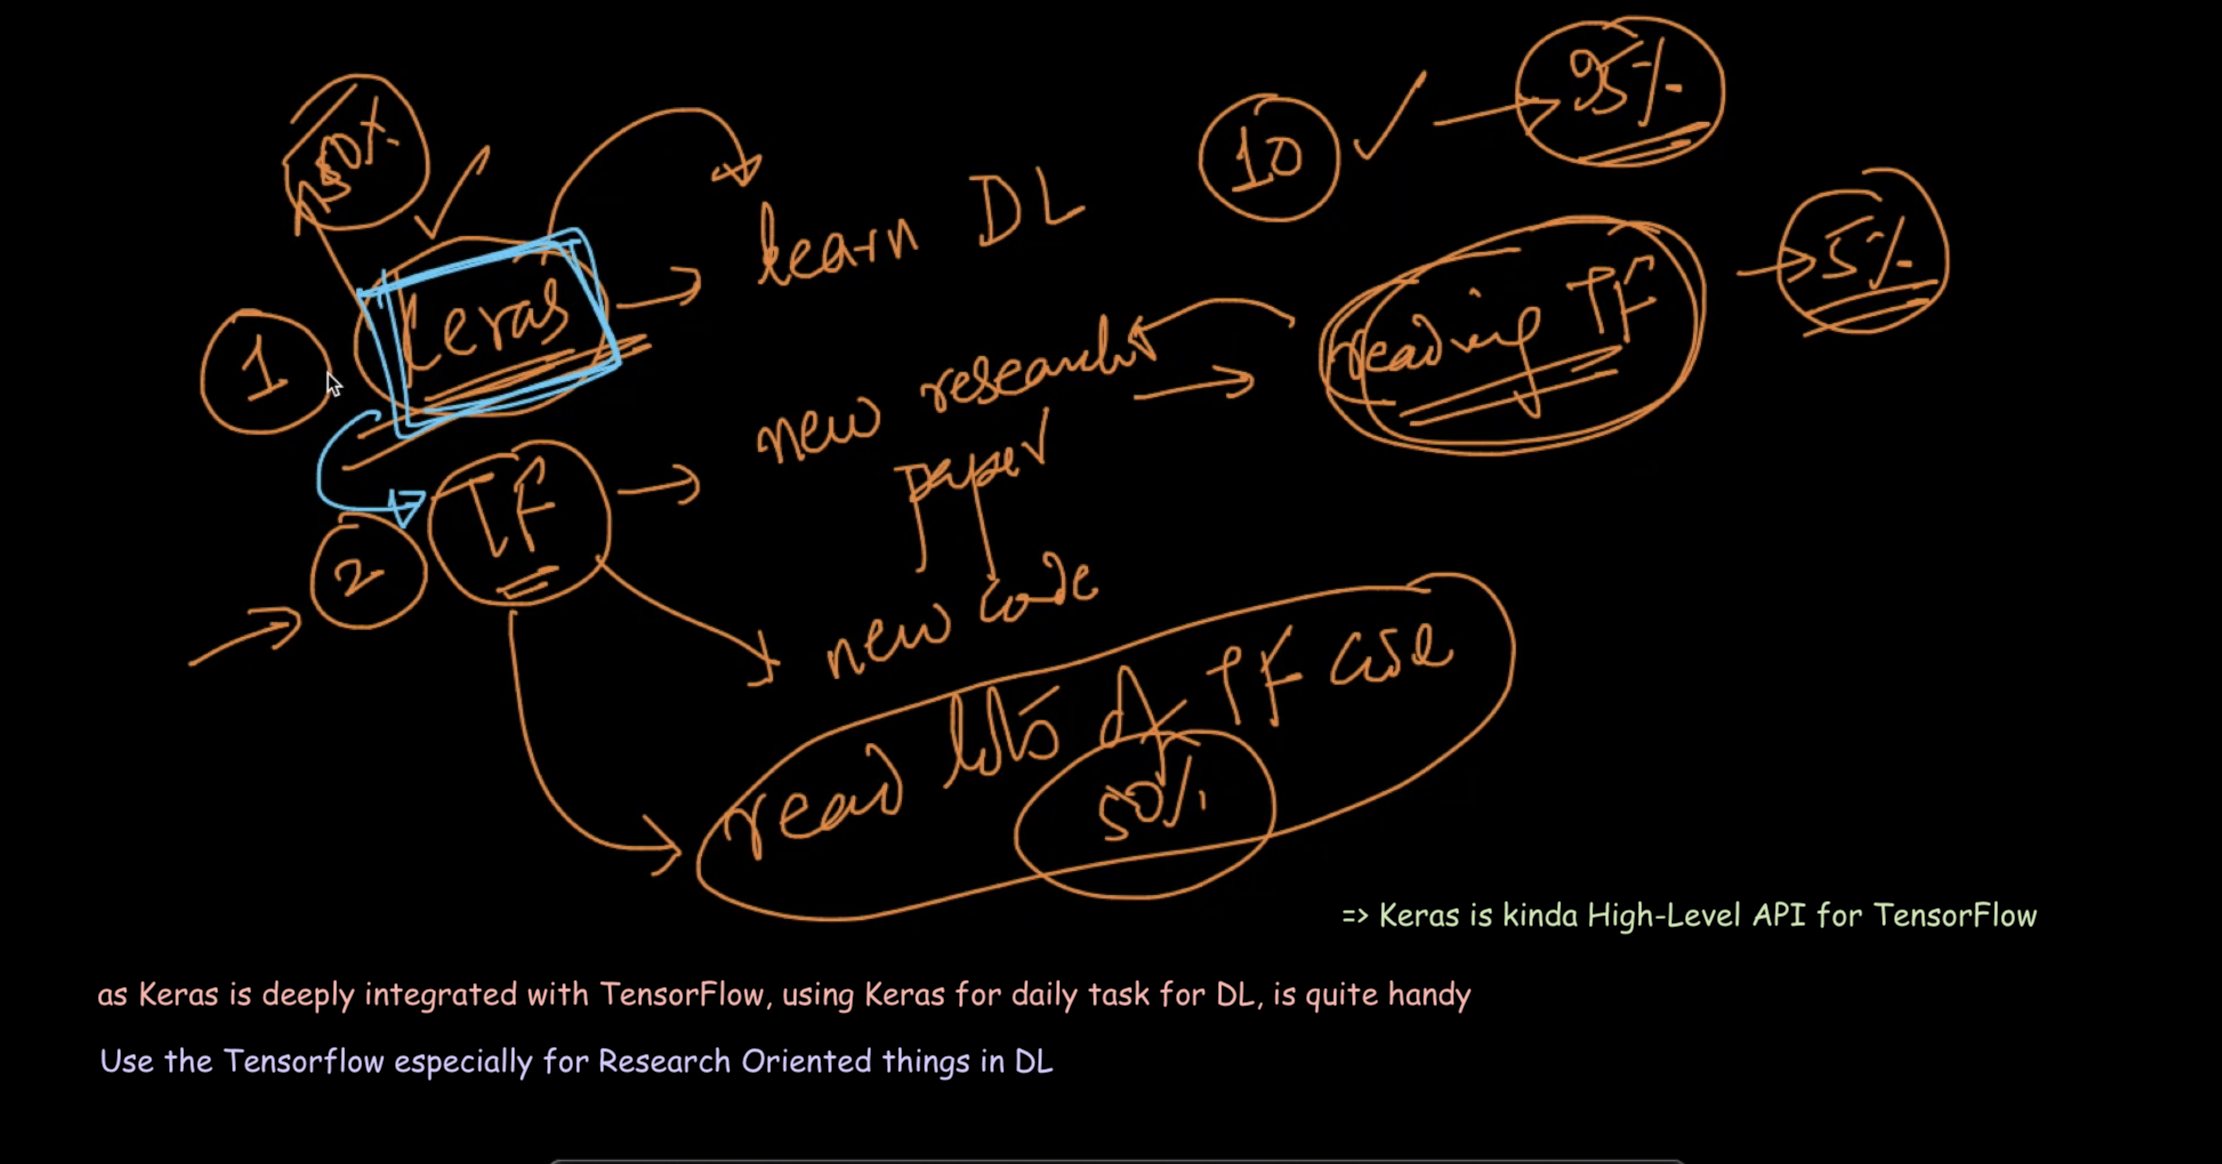 10 95%
learn DL
1 Keras
reading TF 5%
new research
paper
2 TF
new code
read lots of TF code
50%
=> Keras is kinda High-Level API for TensorFlow
as Keras is deeply integrated with TensorFlow, using Keras for daily task for DL, is quite handy
Use the Tensorflow especially for Research Oriented things in DL